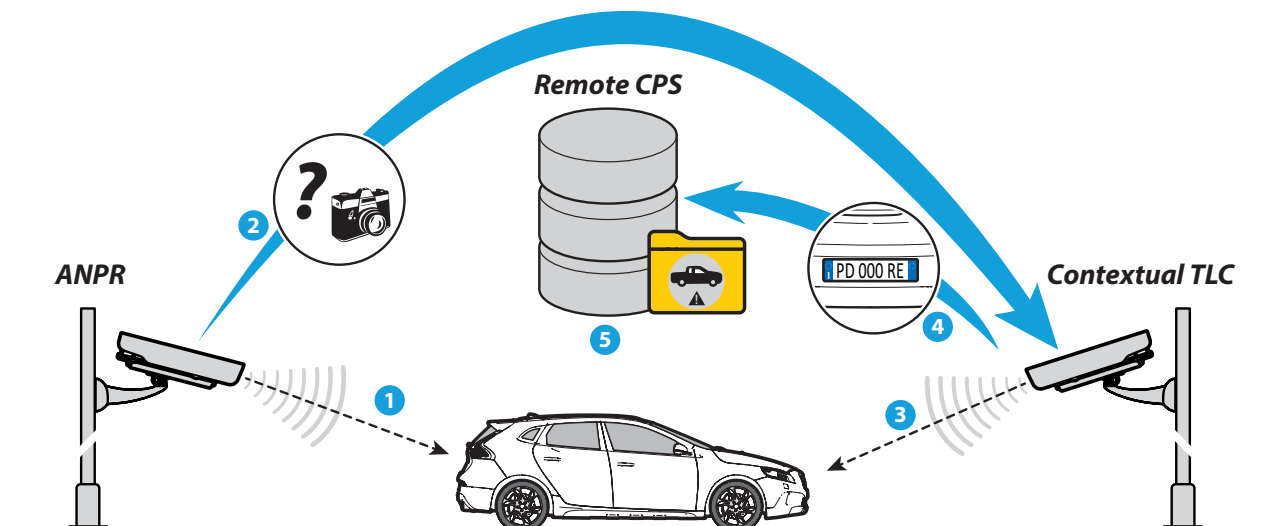 Remote CPS
?
2
ANPR
I PD 000 RE
Contextual TLC
4
5
1
3